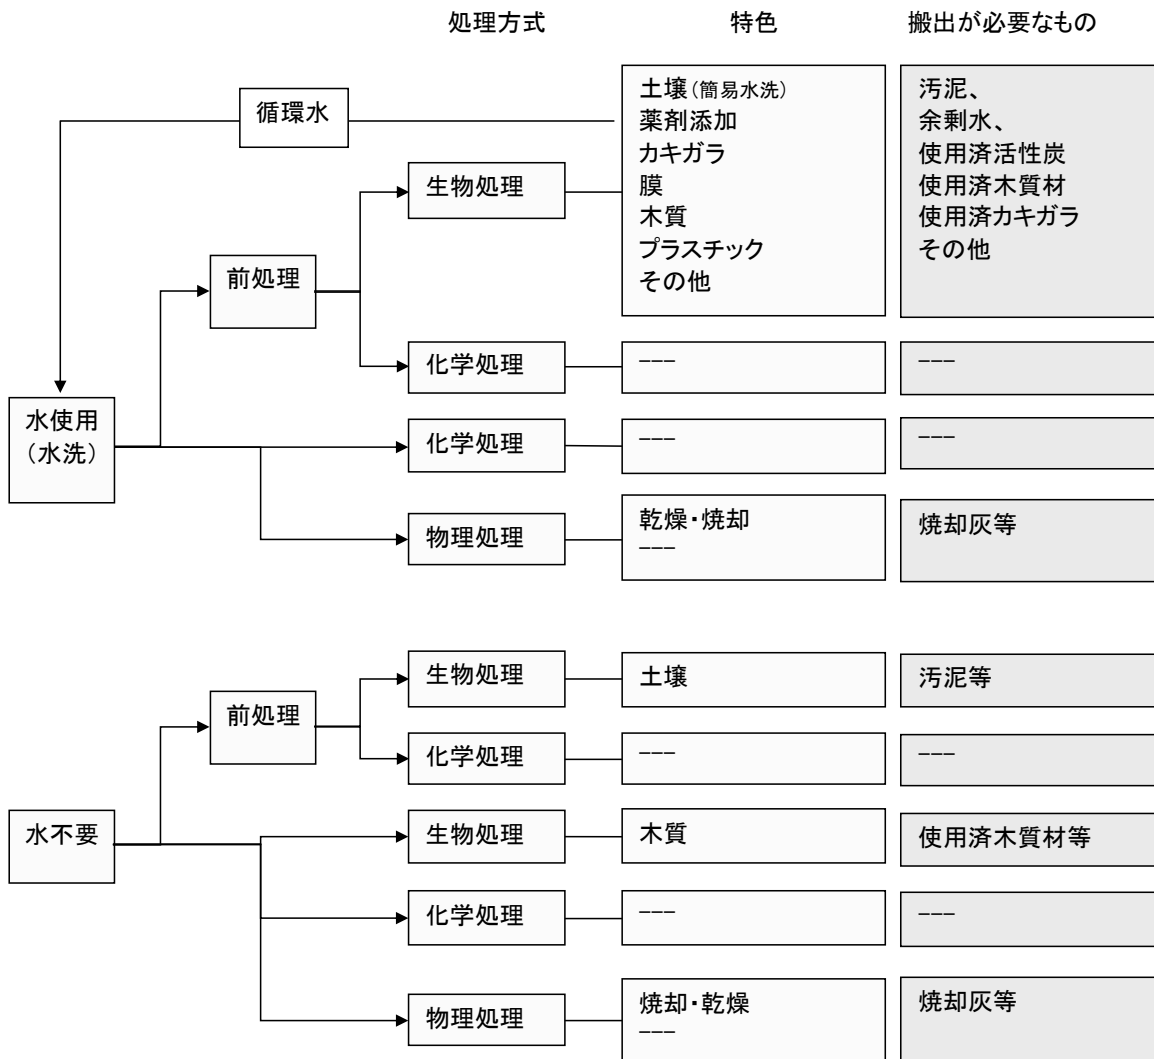 処理方式
特色
搬出が必要なもの
循環水
土壌(簡易水洗)
薬剤添加
カキガラ
膜
木質
プラスチック
その他
汚泥、
余剰水、
使用済活性炭
使用済木質材
使用済カキガラ
その他
生物処理
前処理
化学処理
---
---
水使用
(水洗)
化学処理
---
---
物理処理
乾燥・焼却
---
焼却灰等
生物処理
土壌
汚泥等
前処理
化学処理
---
---
水不要
生物処理
木質
使用済木質材等
化学処理
---
---
物理処理
焼却・乾燥
---
焼却灰等